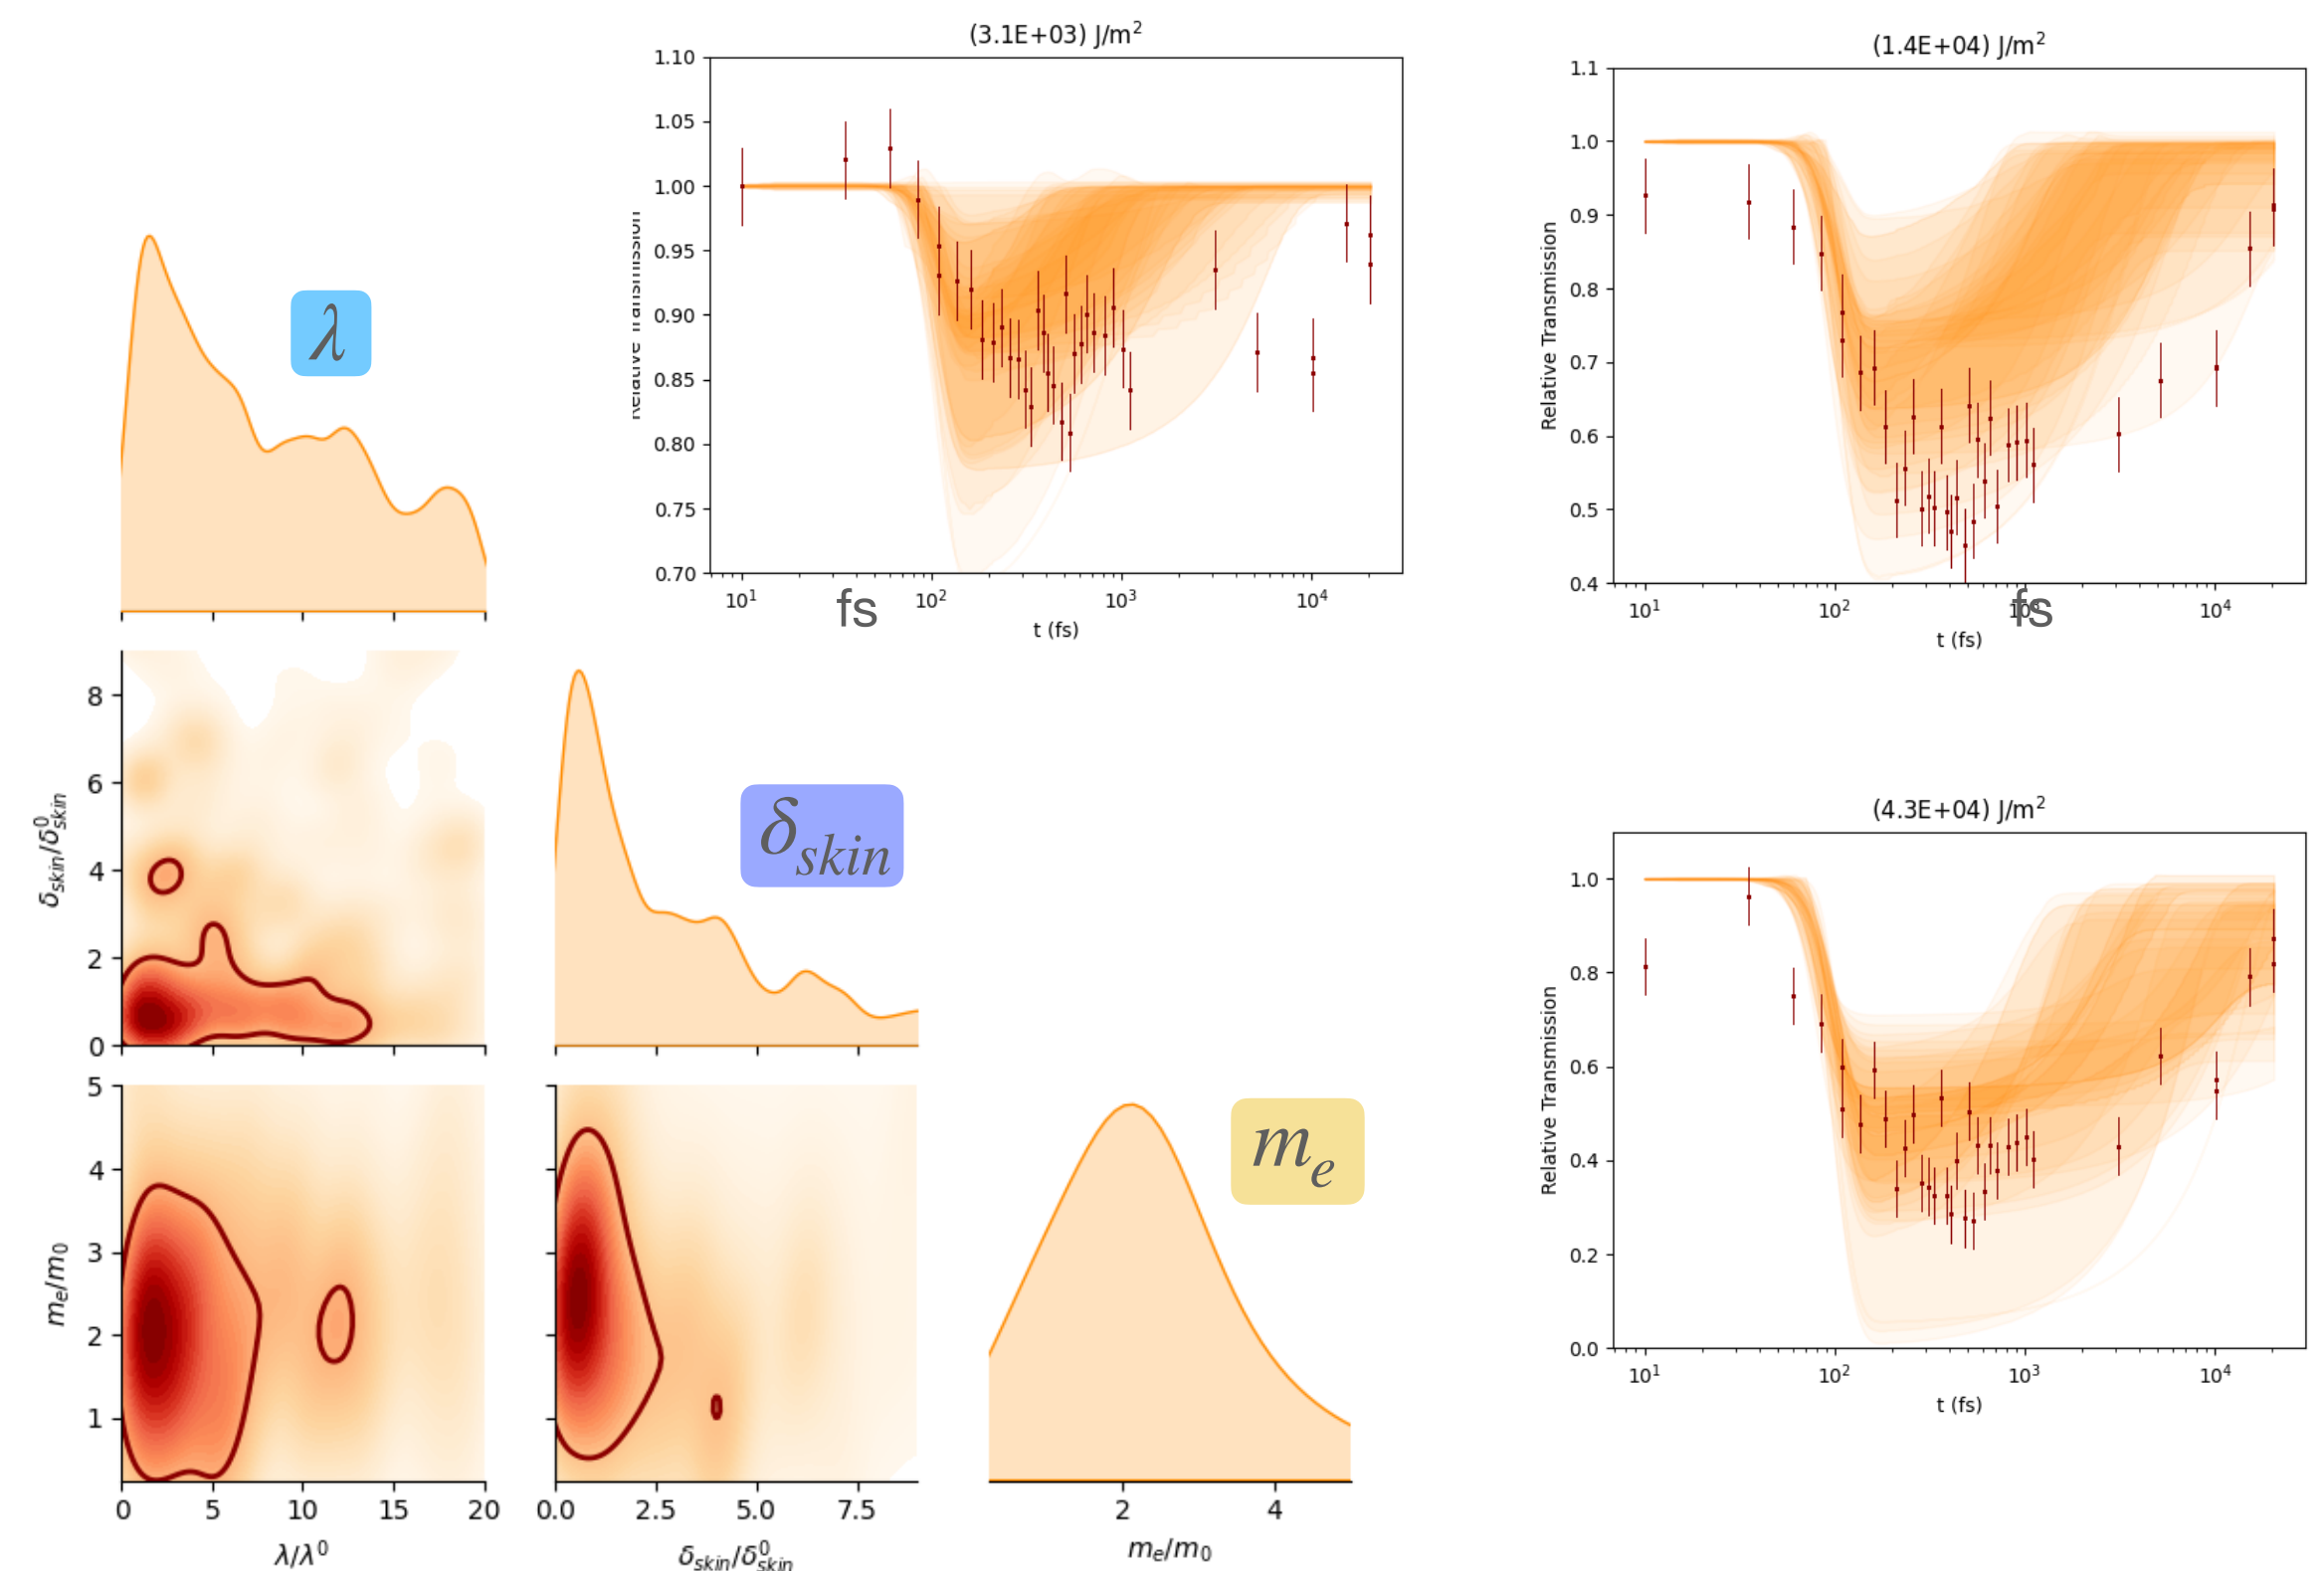 (3.1E+03) J/m²
1.10
1.05
1.00
0.95
0.90
0.85
0.80
0.75
0.70
Relative Transmission
10¹ 10² 10³ 10⁴
fs
t (fs)
(1.4E+04) J/m²
1.1
1.0
0.9
0.8
0.7
0.6
0.5
0.4
Relative Transmission
10¹ 10² 10³ 10⁴
fs
t (fs)
λ
δskin/δ⁰skin
8
6
4
2
0
δskin
(4.3E+04) J/m²
1.0
0.8
0.6
0.4
0.2
0.0
Relative Transmission
10¹ 10² 10³ 10⁴
t (fs)
mₑ/m₀
5
4
3
2
1
0 5 10 15 20
λ/λ⁰
0.0 2.5 5.0 7.5
δskin/δ⁰skin
mₑ
2 4
mₑ/m₀